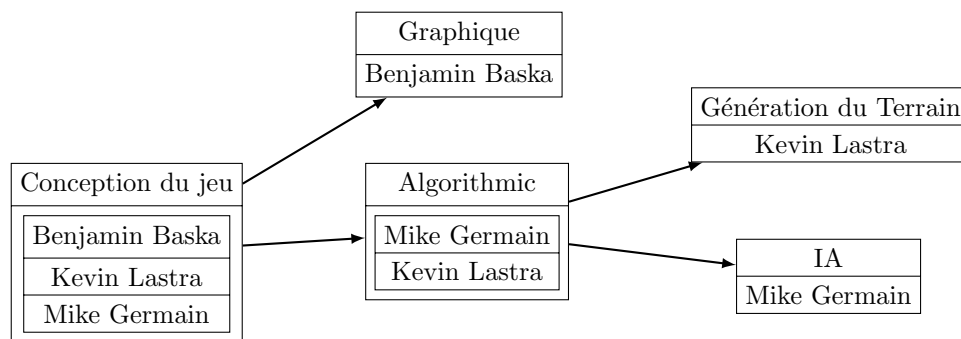 Graphique
Benjamin Baska
Génération du Terrain
Kevin Lastra
Conception du jeu
Benjamin Baska
Kevin Lastra
Mike Germain
Algorithmic
Mike Germain
Kevin Lastra
IA
Mike Germain